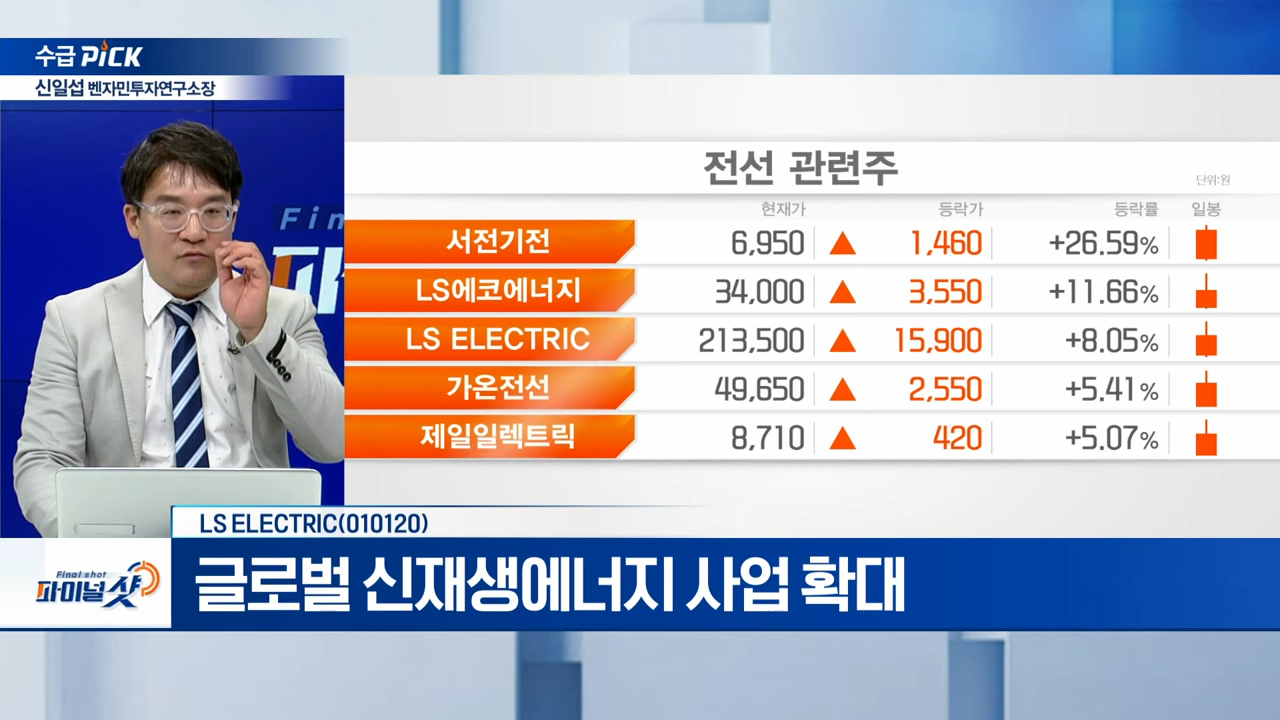 수급 PiCK
신일섭 벤자민투자연구소장
Fin
파
전선 관련주
단위:원
현재가 등락가 등락률 일봉
서전기전 6,950 ▲ 1,460 +26.59%
LS에코에너지 34,000 ▲ 3,550 +11.66%
LS ELECTRIC 213,500 ▲ 15,900 +8.05%
가온전선 49,650 ▲ 2,550 +5.41%
제일일렉트릭 8,710 ▲ 420 +5.07%
LS ELECTRIC(010120)
Final shot
파이널샷
글로벌 신재생에너지 사업 확대